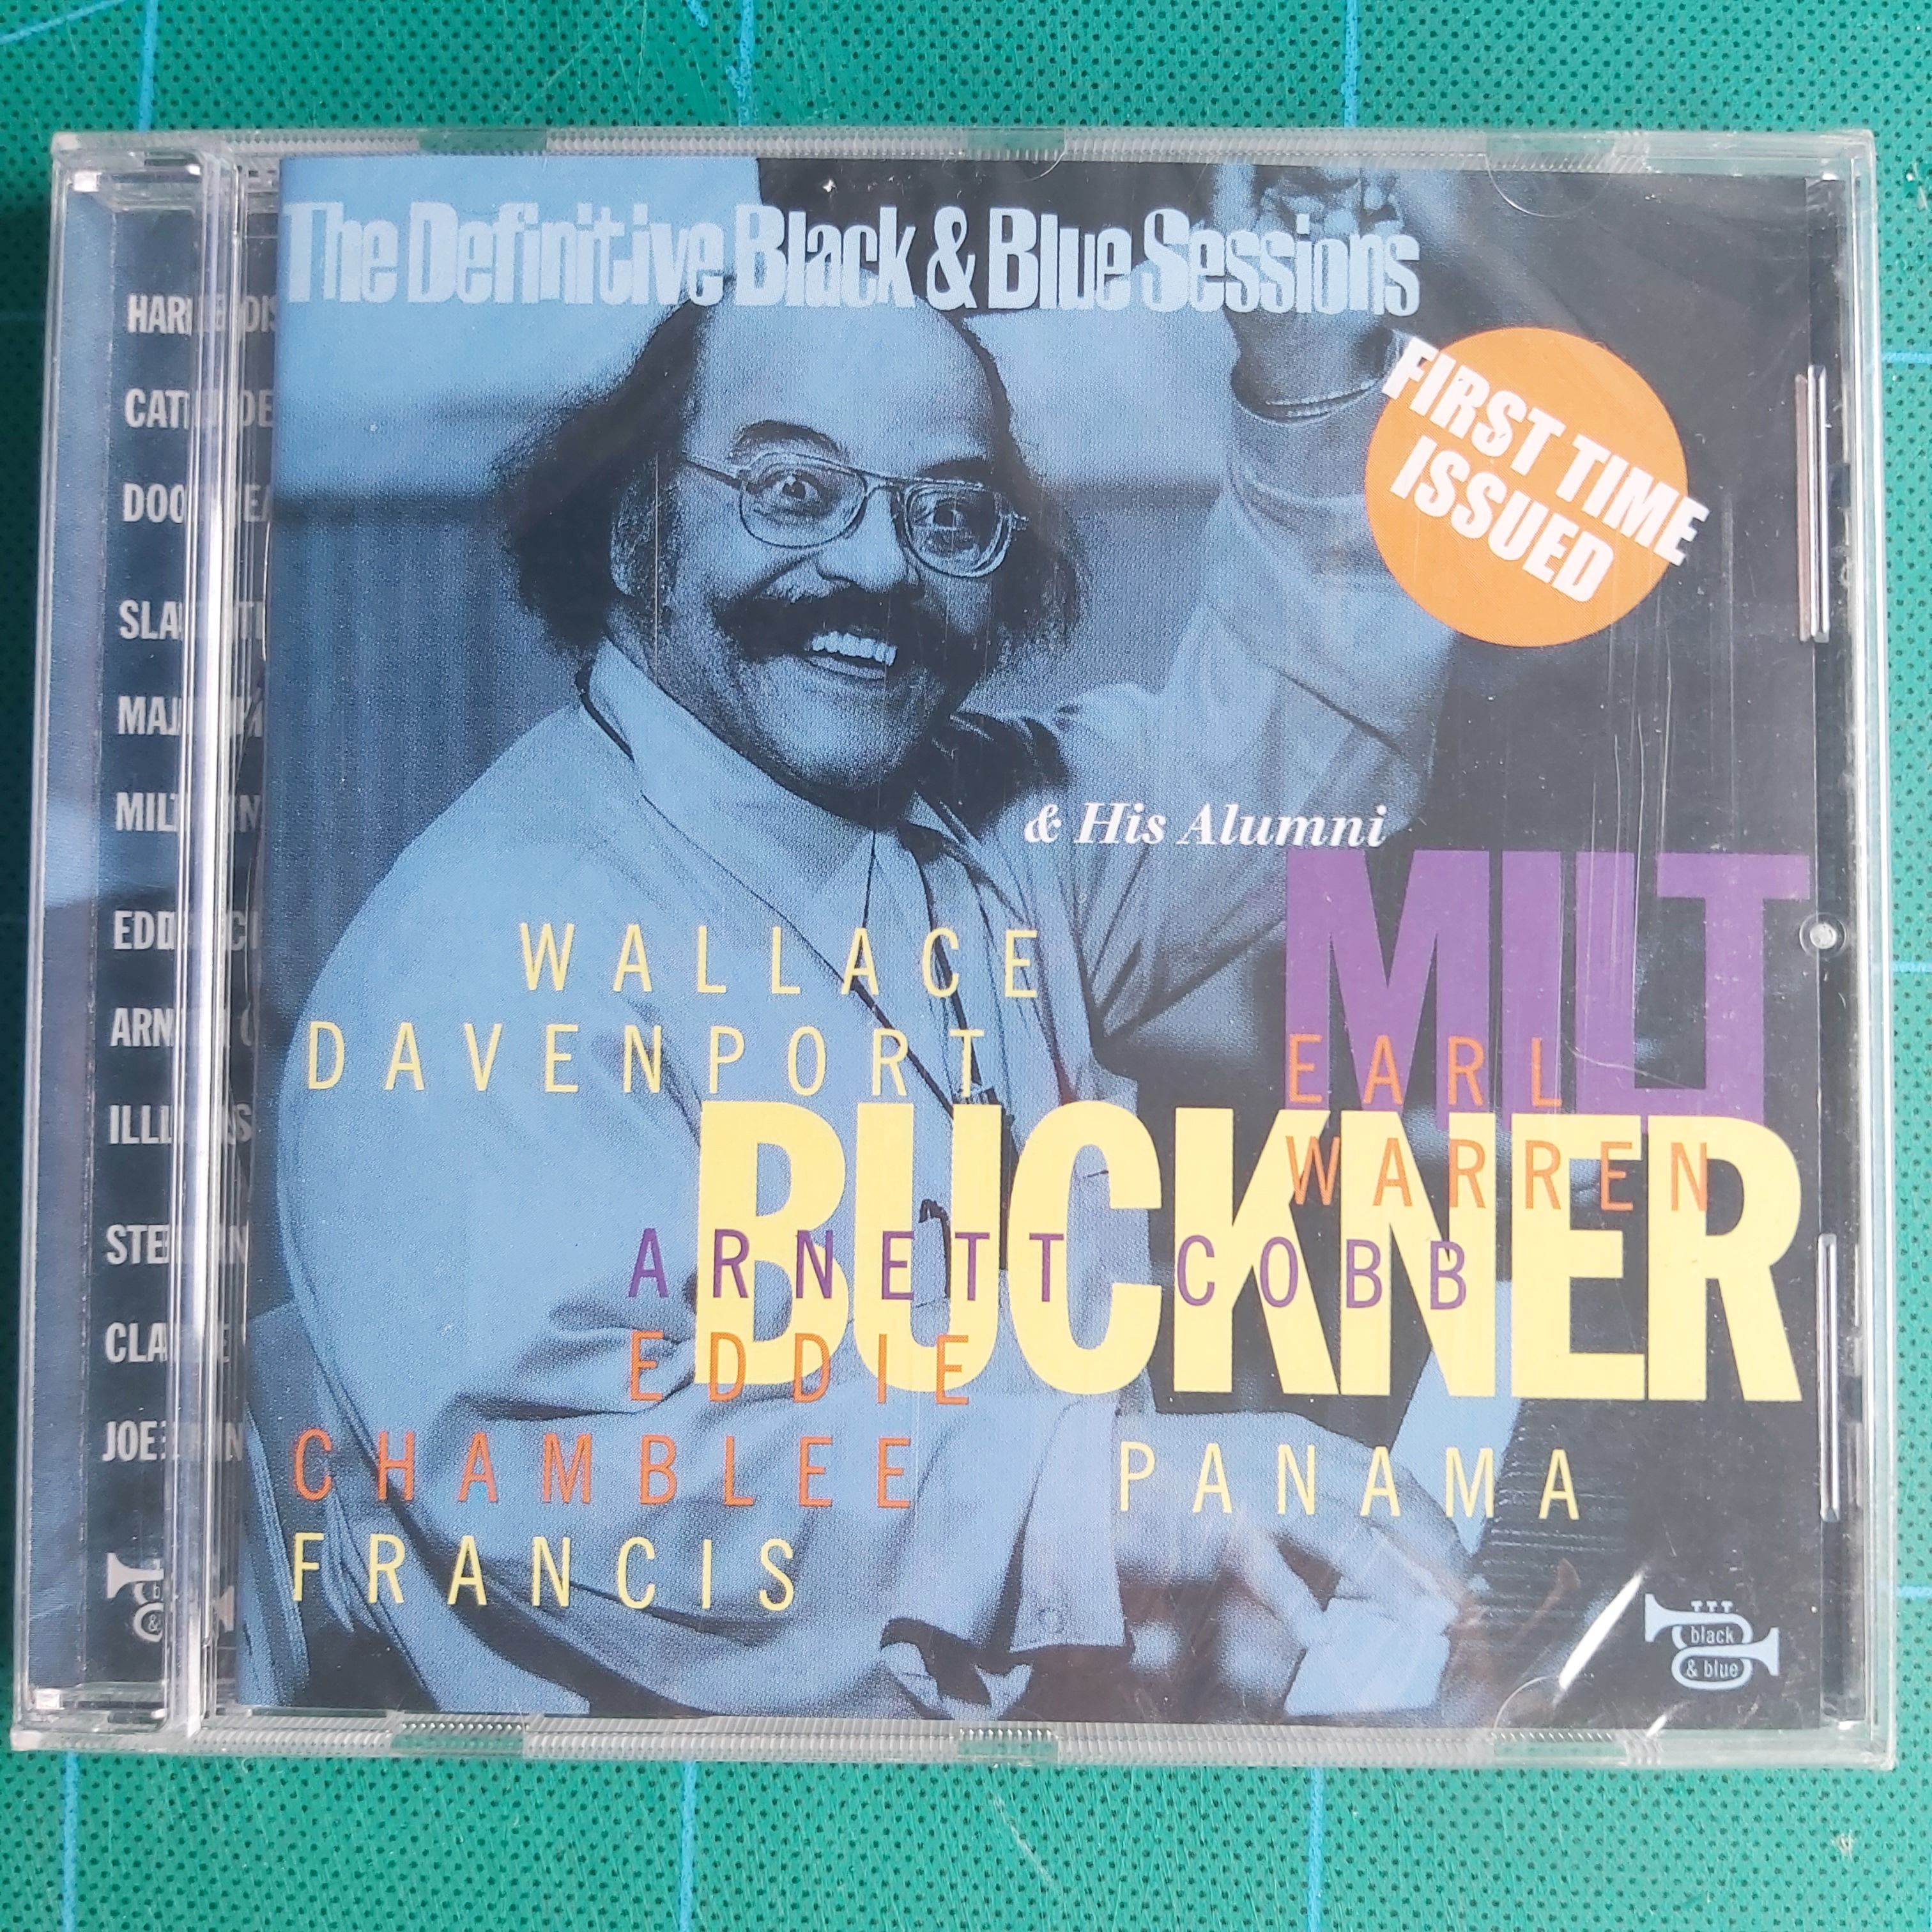 The Definitive Black & Blue Sessions
FIRST TIME
ISSUED
& His Alumni
MILT
BUCKNER
WALLACE
DAVENPORT
EARL
WARREN
ARNETT COBB
EDDIE
CHAMBLEE
PANAMA
FRANCIS
black
& blue